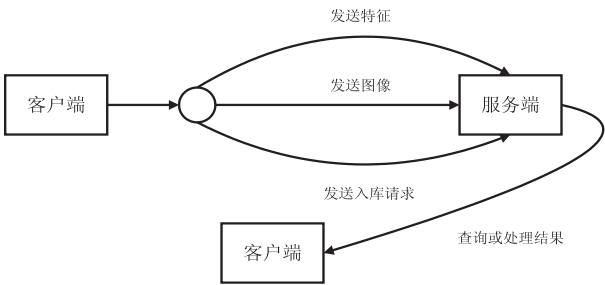 发送特征
客户端
发送图像
服务端
发送入库请求
查询或处理结果
客户端